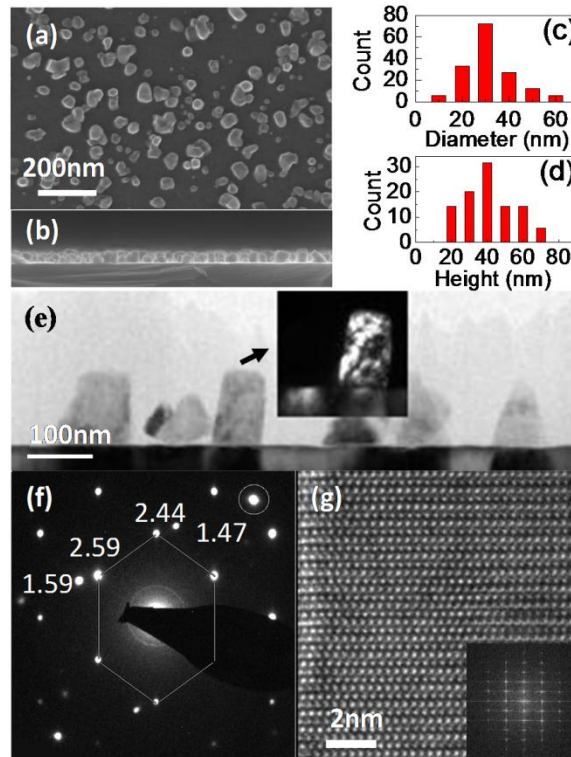 (a)
200nm
(b)
(c)
Count
80
60
40
20
0
0 20 40 60
Diameter (nm)
(d)
Count
30
20
10
0
0 20 40 60 80
Height (nm)
(e)
100nm
(f)
2.44
2.59
1.47
1.59
(g)
2nm